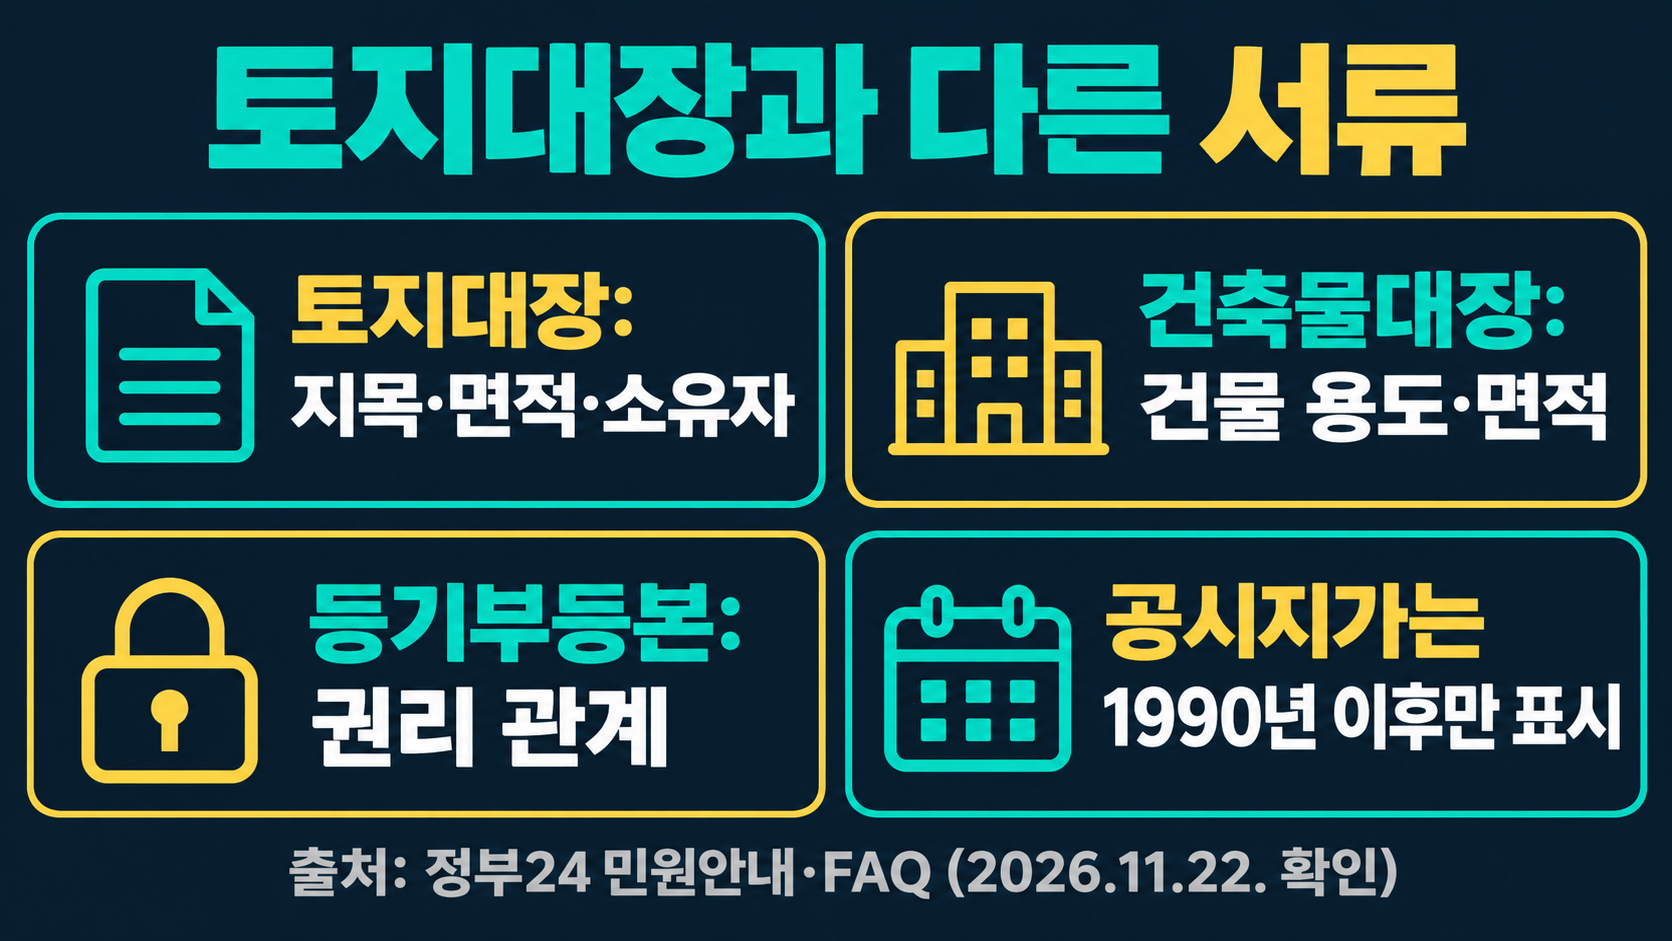 토지대장과 다른 서류
토지대장:
지목·면적·소유자
건축물대장:
건물 용도·면적
등기부등본:
권리 관계
공시지가는
1990년 이후만 표시
출처: 정부24 민원안내·FAQ (2026.11.22. 확인)